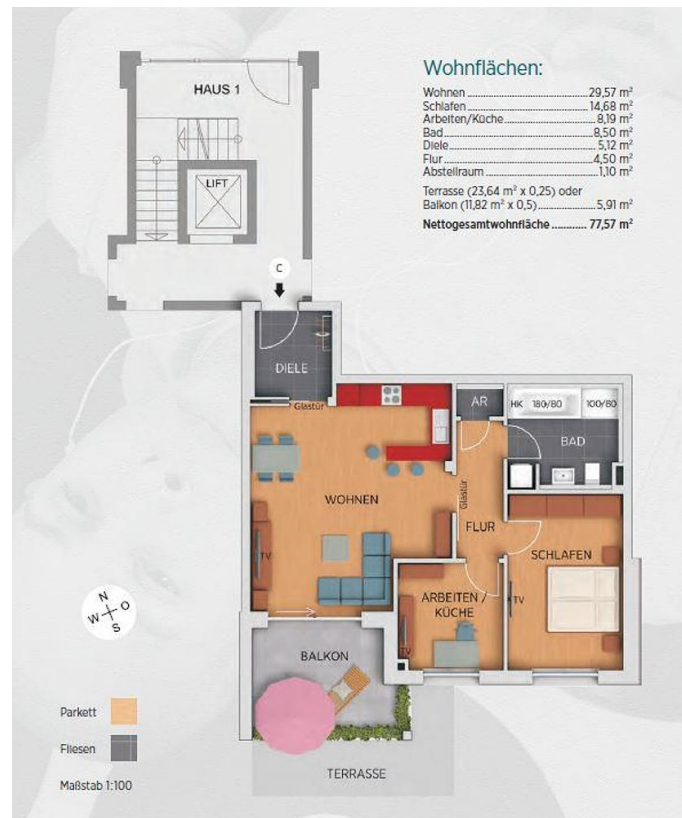 Wohnflächen:
Wohnen 29,57 m²
Schlafen 14,68 m²
Arbeiten/Küche 8,19 m²
Bad 8,50 m²
Diele 5,12 m²
Flur 4,50 m²
Abstellraum 1,10 m²
Terrasse (23,64 m² x 0,25) oder
Balkon (11,82 m² x 0,5) 5,91 m²
Nettogesamtwohnfläche 77,57 m²
HAUS 1
LIFT
C
DIELE
Glastür
AR
HK 180/80 100/80
BAD
WOHNEN
Glastür
FLUR
SCHLAFEN
TV
ARBEITEN /
KÜCHE
TV
TV
BALKON
TERRASSE
N
W O
S
Parkett
Fliesen
Maßstab 1:100